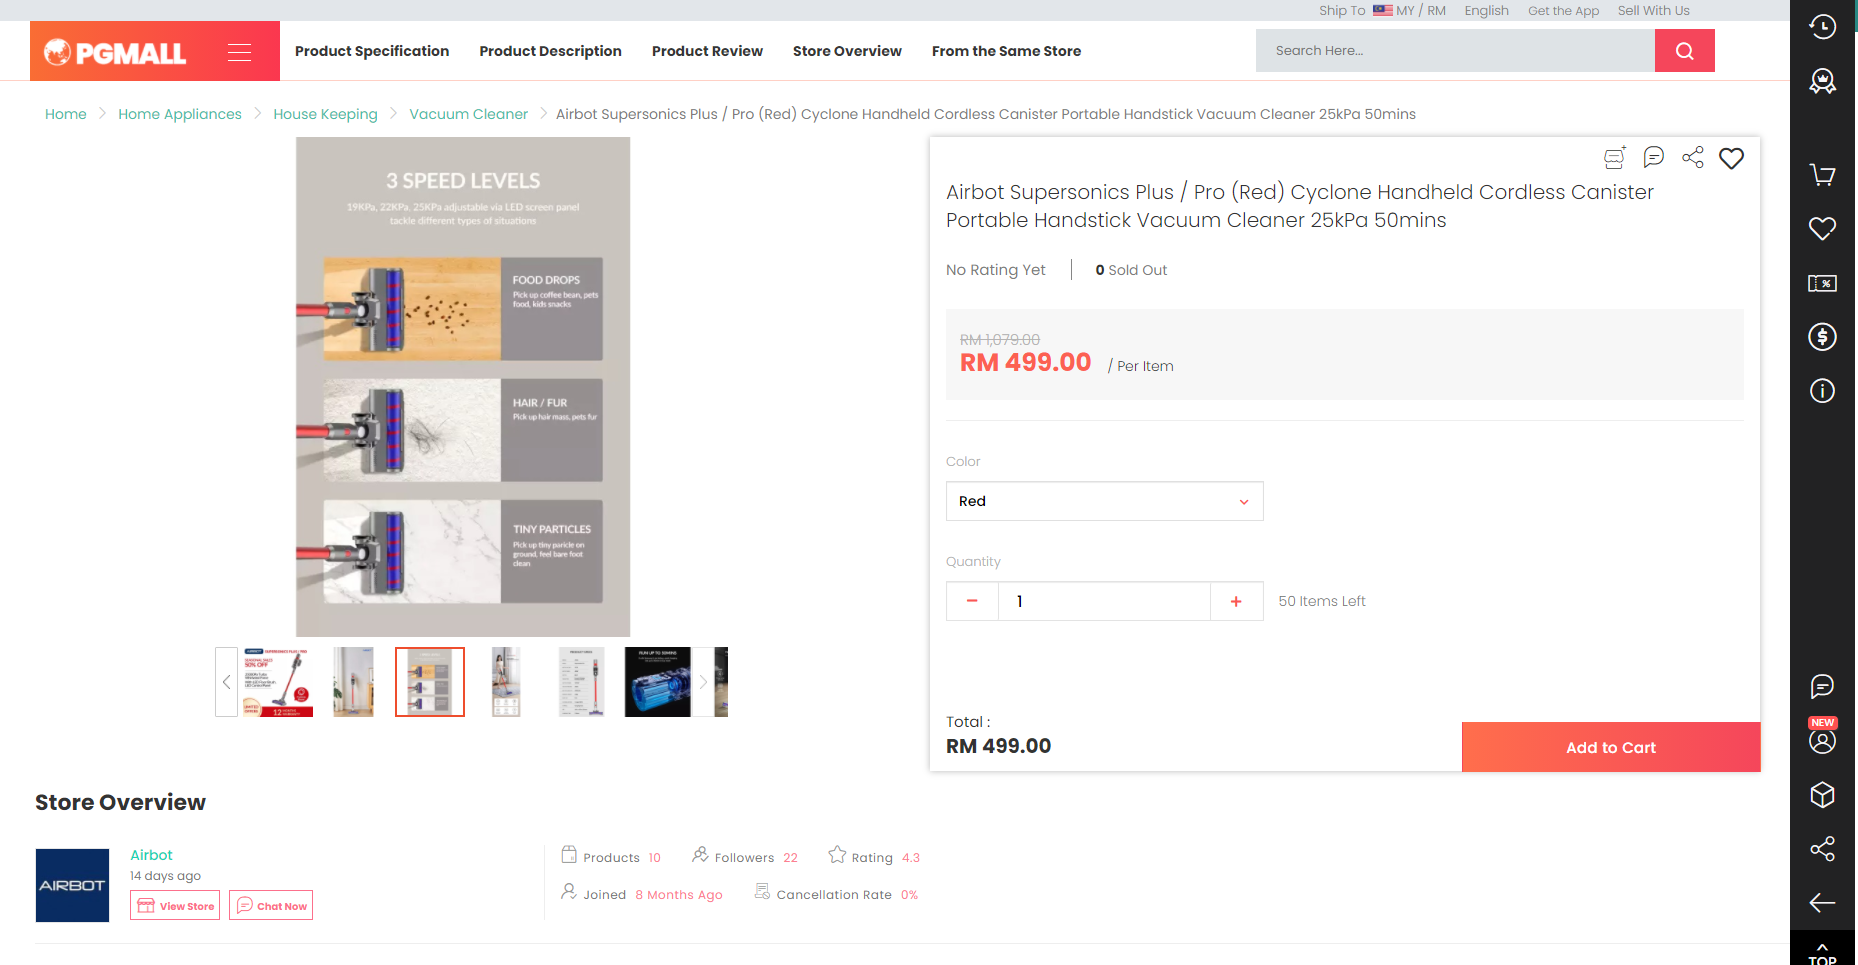 Ship To MY / RM English Get the App Sell With Us
PGMALL
Product Specification Product Description Product Review Store Overview From the Same Store
Search Here...
Home Home Appliances House Keeping Vacuum Cleaner Airbot Supersonics Plus / Pro (Red) Cyclone Handheld Cordless Canister Portable Handstick Vacuum Cleaner 25kPa 50mins
3 SPEED LEVELS
19KPa, 22KPa, 25KPa adjustable via LED screen panel
tackle different types of situations
FOOD DROPS
Pick up coffee bean, pets
food, kids snacks
HAIR / FUR
Pick up hair mass, pets fur
TINY PARTICLES
Pick up tiny paricle on
ground, feel bare foot
clean
Airbot Supersonics Plus / Pro (Red) Cyclone Handheld Cordless Canister
Portable Handstick Vacuum Cleaner 25kPa 50mins
No Rating Yet 0 Sold Out
RM 1,079.00
RM 499.00 / Per Item
Color
Red
Quantity
- 1 + 50 Items Left
Total :
RM 499.00
Add to Cart
NEW
Store Overview
AIRBOT
Airbot
14 days ago
View Store Chat Now
Products 10 Followers 22 Rating 4.3
Joined 8 Months Ago Cancellation Rate 0%
TOP